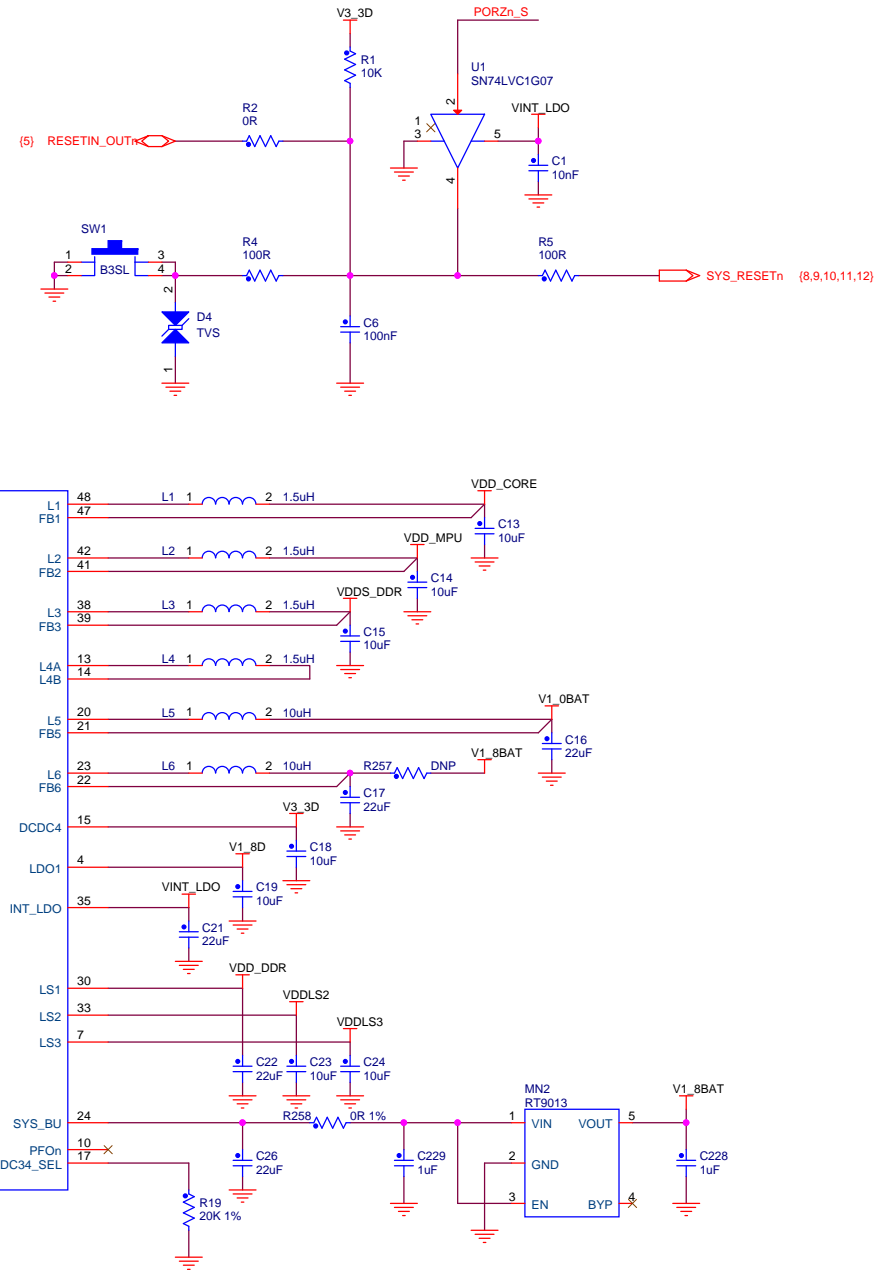 V3_3D
PORZn_S
R1
10K
U1
SN74LVC1G07
R2
0R
2
VINT_LDO
1
3
5
{5} RESETIN_OUTn
C1
10nF
4
SW1
1
2
B3SL
3
4
R4
100R
R5
100R
SYS_RESETn {8,9,10,11,12}
2
D4
TVS
1
C6
100nF
VDD_CORE
L1 48 L1 1 2 1.5uH
FB1 47
C13
10uF
VDD_MPU
L2 42 L2 1 2 1.5uH
FB2 41
C14
10uF
VDDS_DDR
L3 38 L3 1 2 1.5uH
FB3 39
C15
10uF
L4A 13 L4 1 2 1.5uH
L4B 14
V1_0BAT
L5 20 L5 1 2 10uH
FB5 21
C16
22uF
V1_8BAT
L6 23 L6 1 2 10uH R257 DNP
FB6 22
C17
22uF
V3_3D
DCDC4 15
C18
10uF
V1_8D
LDO1 4
C19
10uF
VINT_LDO
INT_LDO 35
C21
22uF
VDD_DDR
LS1 30
VDDLS2
LS2 33
VDDLS3
LS3 7
C22
22uF
C23
10uF
C24
10uF
MN2
RT9013
V1_8BAT
SYS_BU 24 R258 0R 1% 1 VIN VOUT 5
PFOn 10
DC34_SEL 17
C26
22uF
C229
1uF
2 GND
C228
1uF
3 EN BYP 4
R19
20K 1%